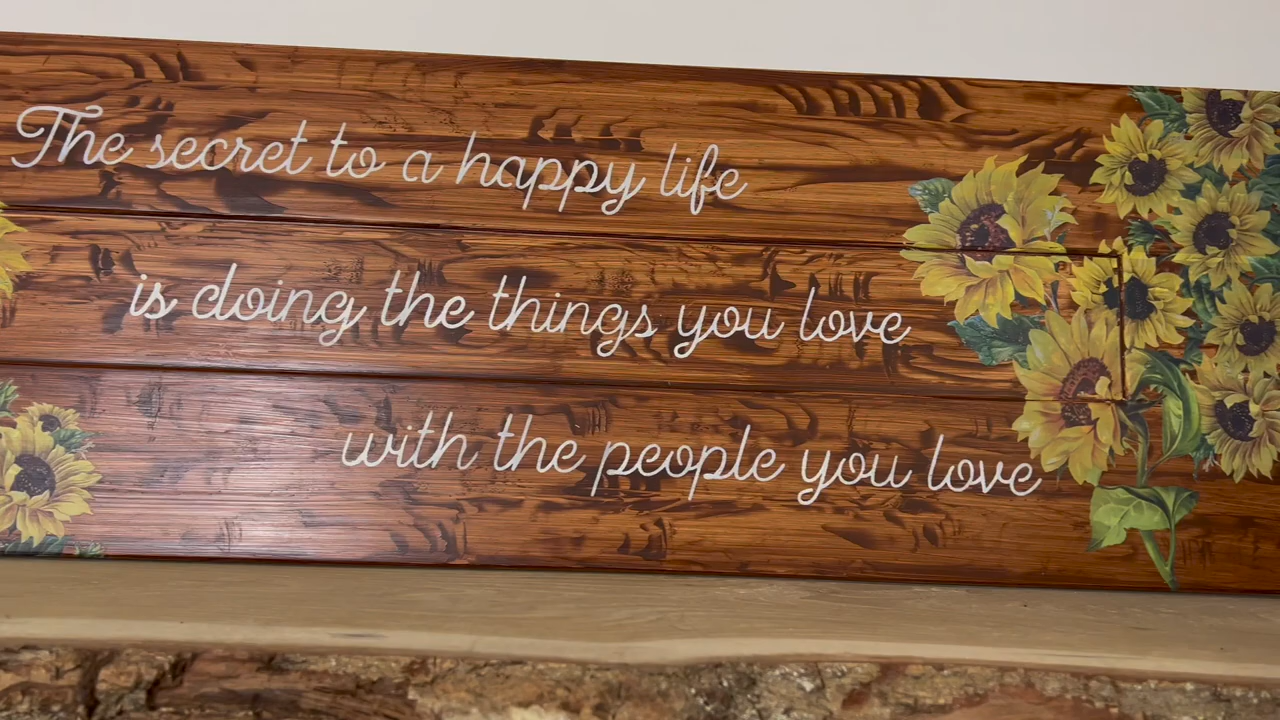 The secret to a happy life
is doing the things you love
with the people you love